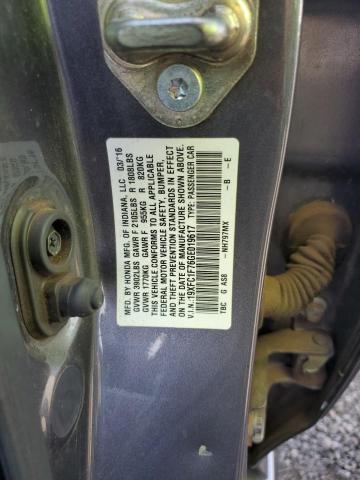 MFD. BY HONDA MFG. OF INDIANA, LLC 03/16
GVWR 3902LBS GAWR F 2105LBS R 1808LBS
GVWR 1770KG GAWR F 955KG R 820KG
THIS VEHICLE CONFORMS TO ALL APPLICABLE
FEDERAL MOTOR VEHICLE SAFETY, BUMPER,
AND THEFT PREVENTION STANDARDS IN EFFECT
ON THE DATE OF MANUFACTURE SHOWN ABOVE.
V.I.N. 19XFC1F76GE019617 TYPE: PASSENGER CAR
TBC G AS8 – NH797MX – B – E